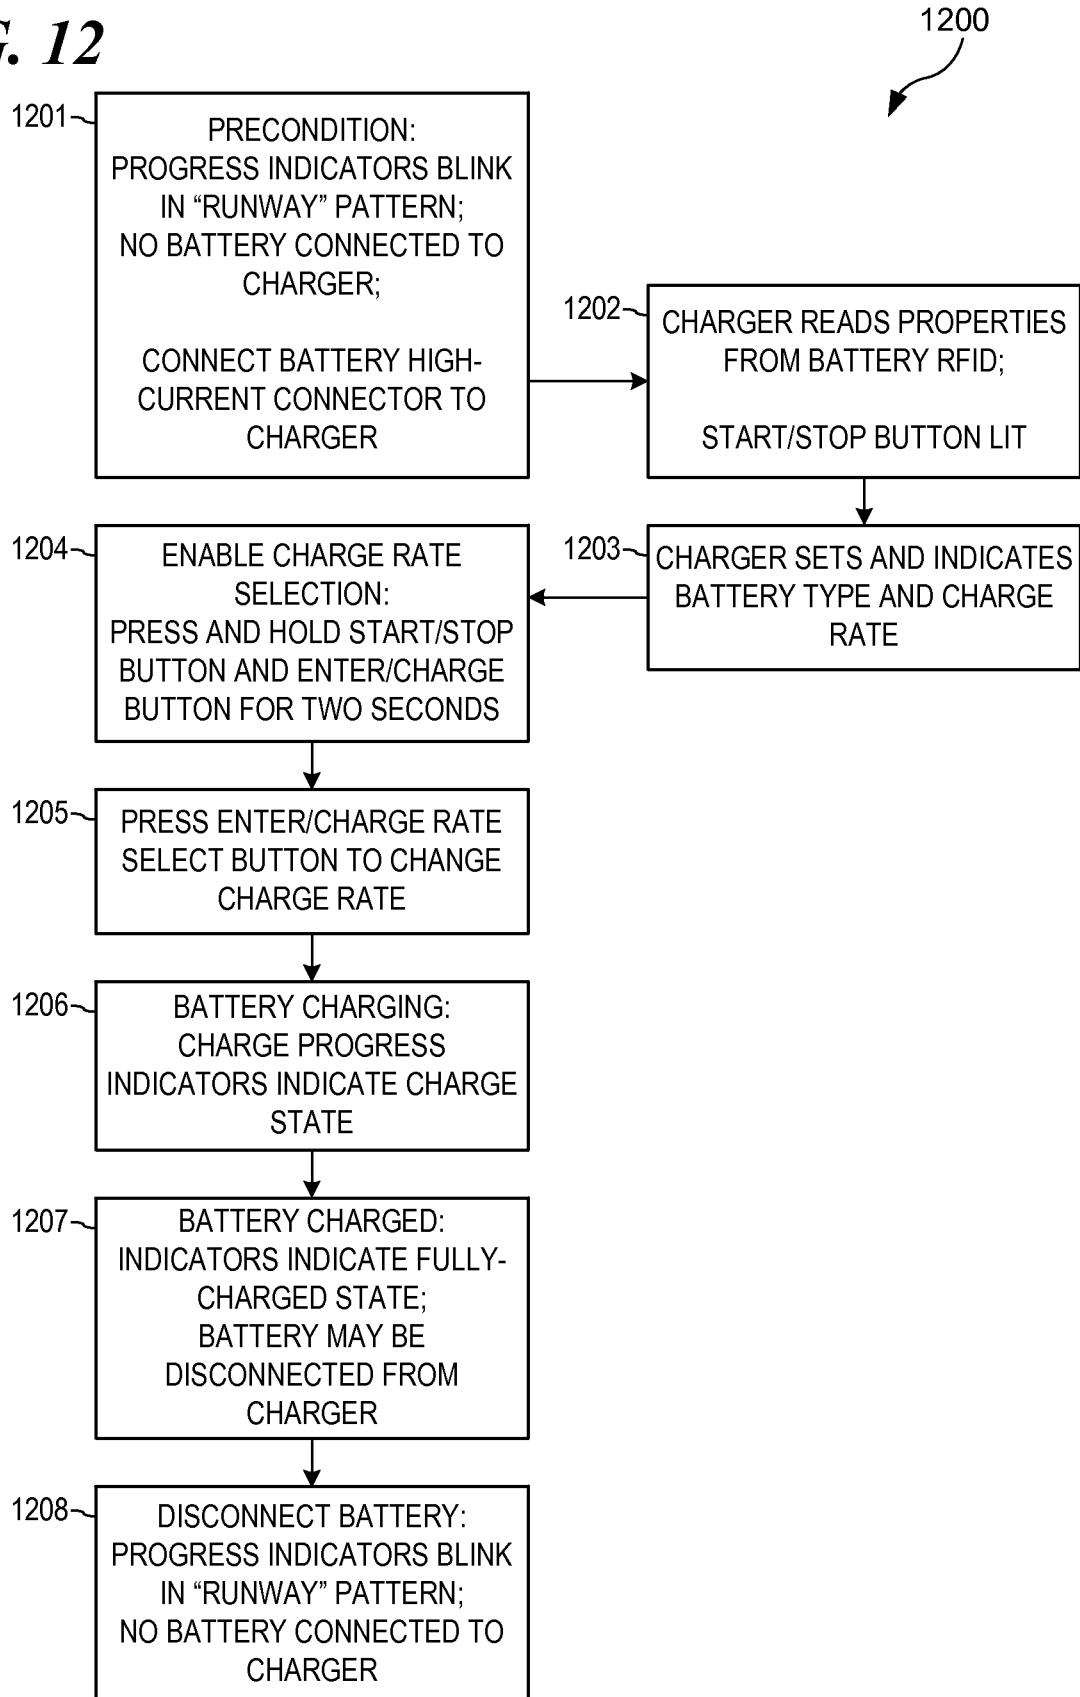 G. 12
1200
1201
PRECONDITION:
PROGRESS INDICATORS BLINK
IN “RUNWAY” PATTERN;
NO BATTERY CONNECTED TO
CHARGER;
CONNECT BATTERY HIGH-
CURRENT CONNECTOR TO
CHARGER
1202
CHARGER READS PROPERTIES
FROM BATTERY RFID;
START/STOP BUTTON LIT
1203
CHARGER SETS AND INDICATES
BATTERY TYPE AND CHARGE
RATE
1204
ENABLE CHARGE RATE
SELECTION:
PRESS AND HOLD START/STOP
BUTTON AND ENTER/CHARGE
BUTTON FOR TWO SECONDS
1205
PRESS ENTER/CHARGE RATE
SELECT BUTTON TO CHANGE
CHARGE RATE
1206
BATTERY CHARGING:
CHARGE PROGRESS
INDICATORS INDICATE CHARGE
STATE
1207
BATTERY CHARGED:
INDICATORS INDICATE FULLY-
CHARGED STATE;
BATTERY MAY BE
DISCONNECTED FROM
CHARGER
1208
DISCONNECT BATTERY:
PROGRESS INDICATORS BLINK
IN “RUNWAY” PATTERN;
NO BATTERY CONNECTED TO
CHARGER